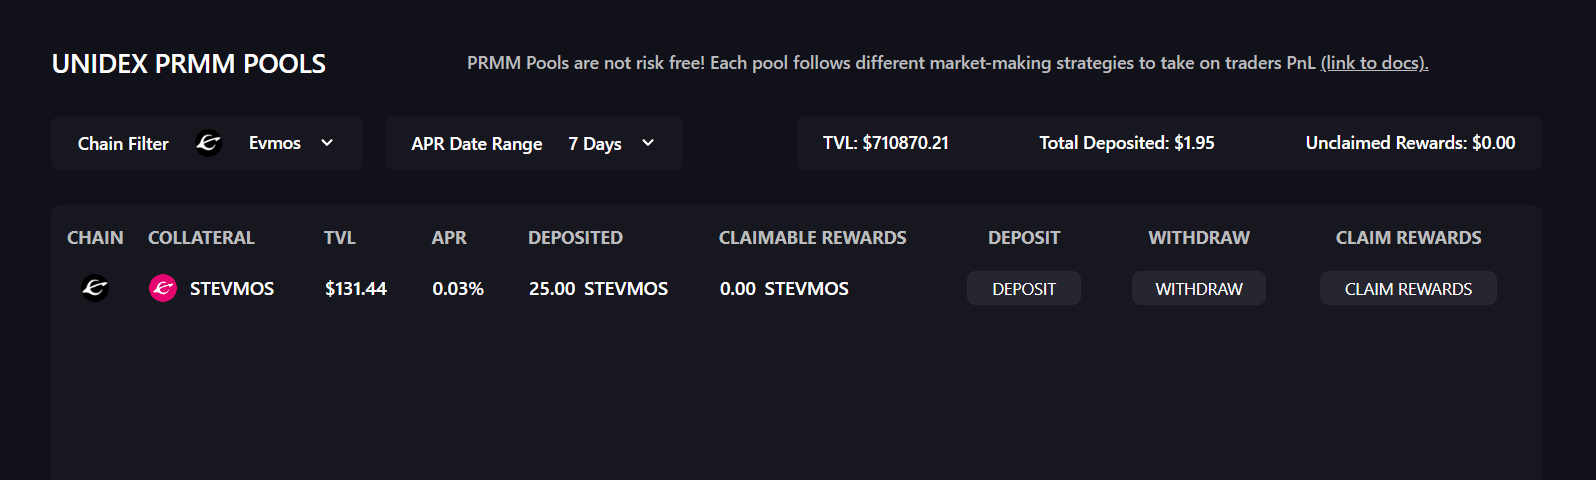 UNIDEX PRMM POOLS
PRMM Pools are not risk free! Each pool follows different market-making strategies to take on traders PnL (link to docs).
Chain Filter Evmos APR Date Range 7 Days TVL: $710870.21 Total Deposited: $1.95 Unclaimed Rewards: $0.00
CHAIN COLLATERAL TVL APR DEPOSITED CLAIMABLE REWARDS DEPOSIT WITHDRAW CLAIM REWARDS
STEVMOS $131.44 0.03% 25.00 STEVMOS 0.00 STEVMOS DEPOSIT WITHDRAW CLAIM REWARDS